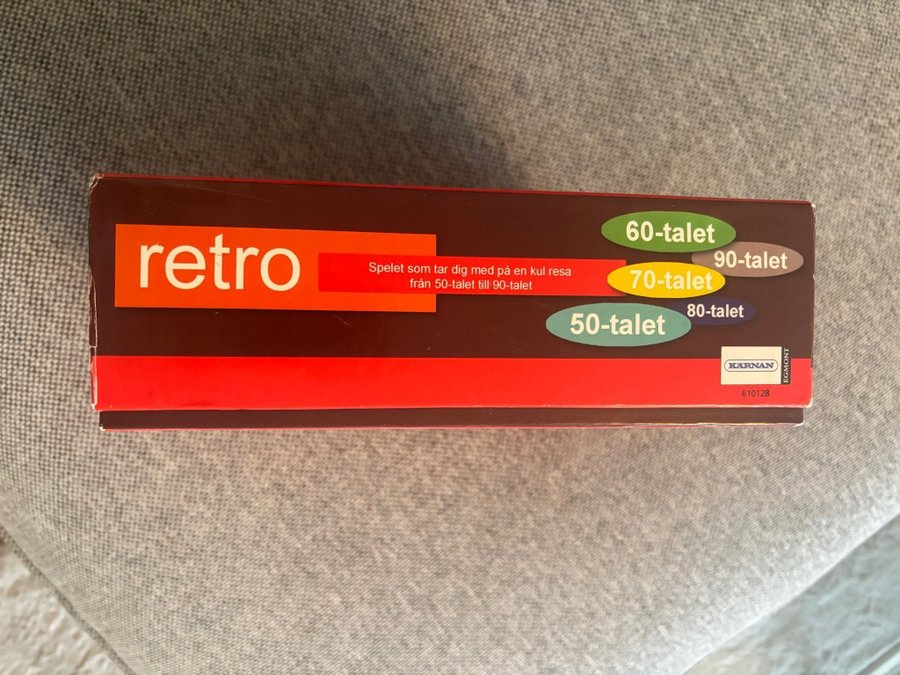 retro
Spelet som tar dig med på en kul resa
från 50-talet till 90-talet
60-talet
90-talet
70-talet
80-talet
50-talet
KÄRNAN
EGMONT
610128